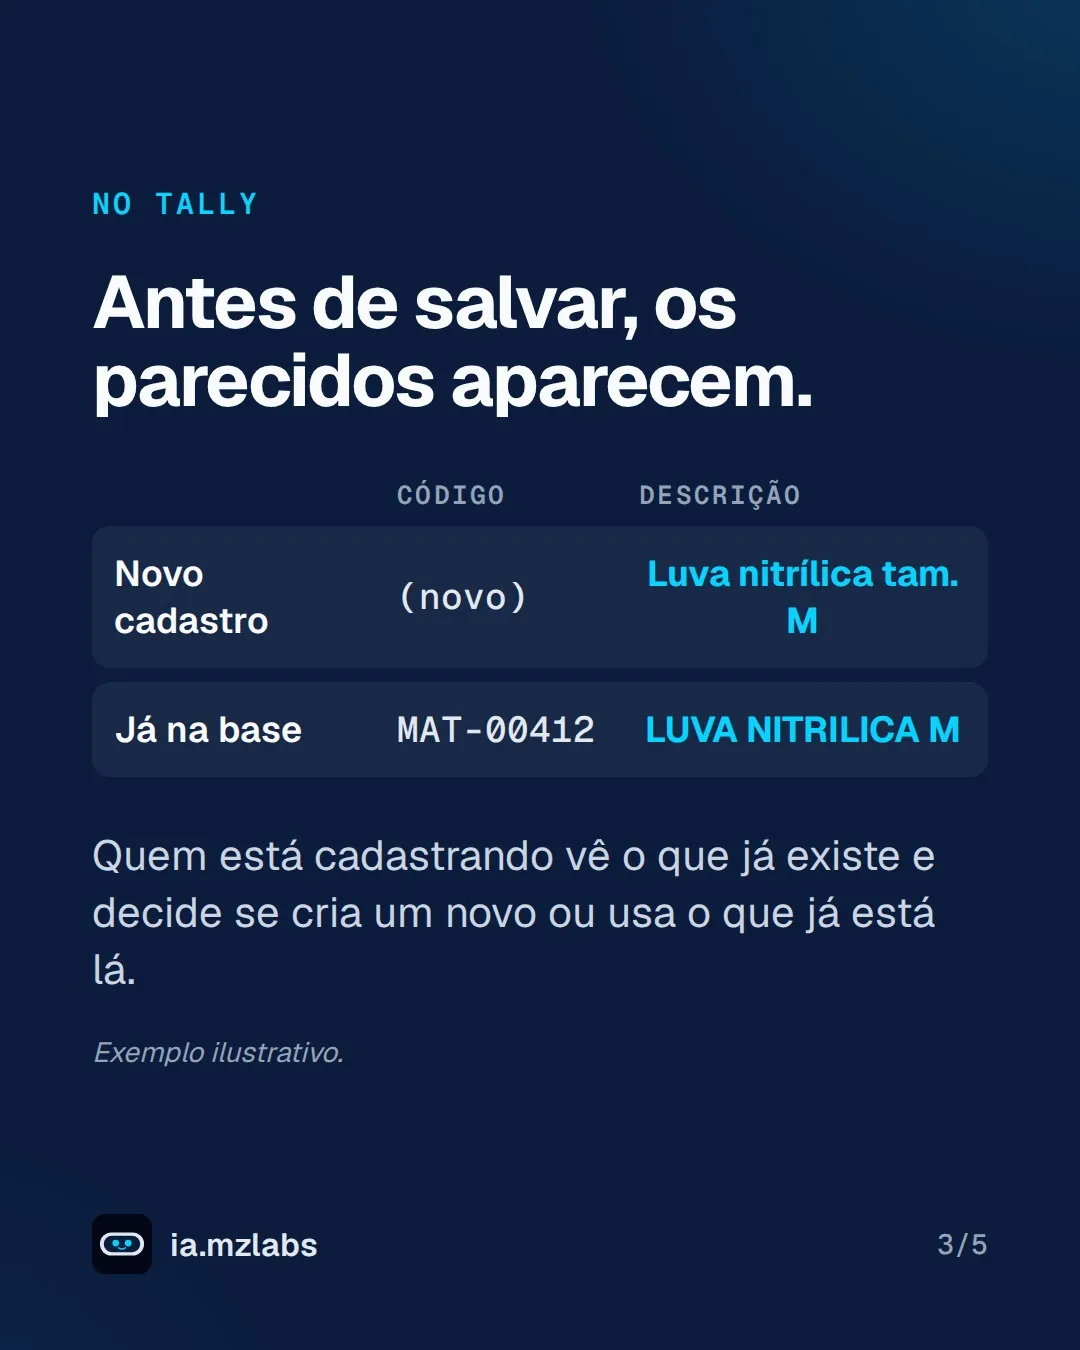 NO TALLY
Antes de salvar, os
parecidos aparecem.
CÓDIGO DESCRIÇÃO
Novo cadastro (novo) Luva nitrílica tam. M
Já na base MAT-00412 LUVA NITRILICA M
Quem está cadastrando vê o que já existe e
decide se cria um novo ou usa o que já está
lá.
Exemplo ilustrativo.
ia.mzlabs 3/5